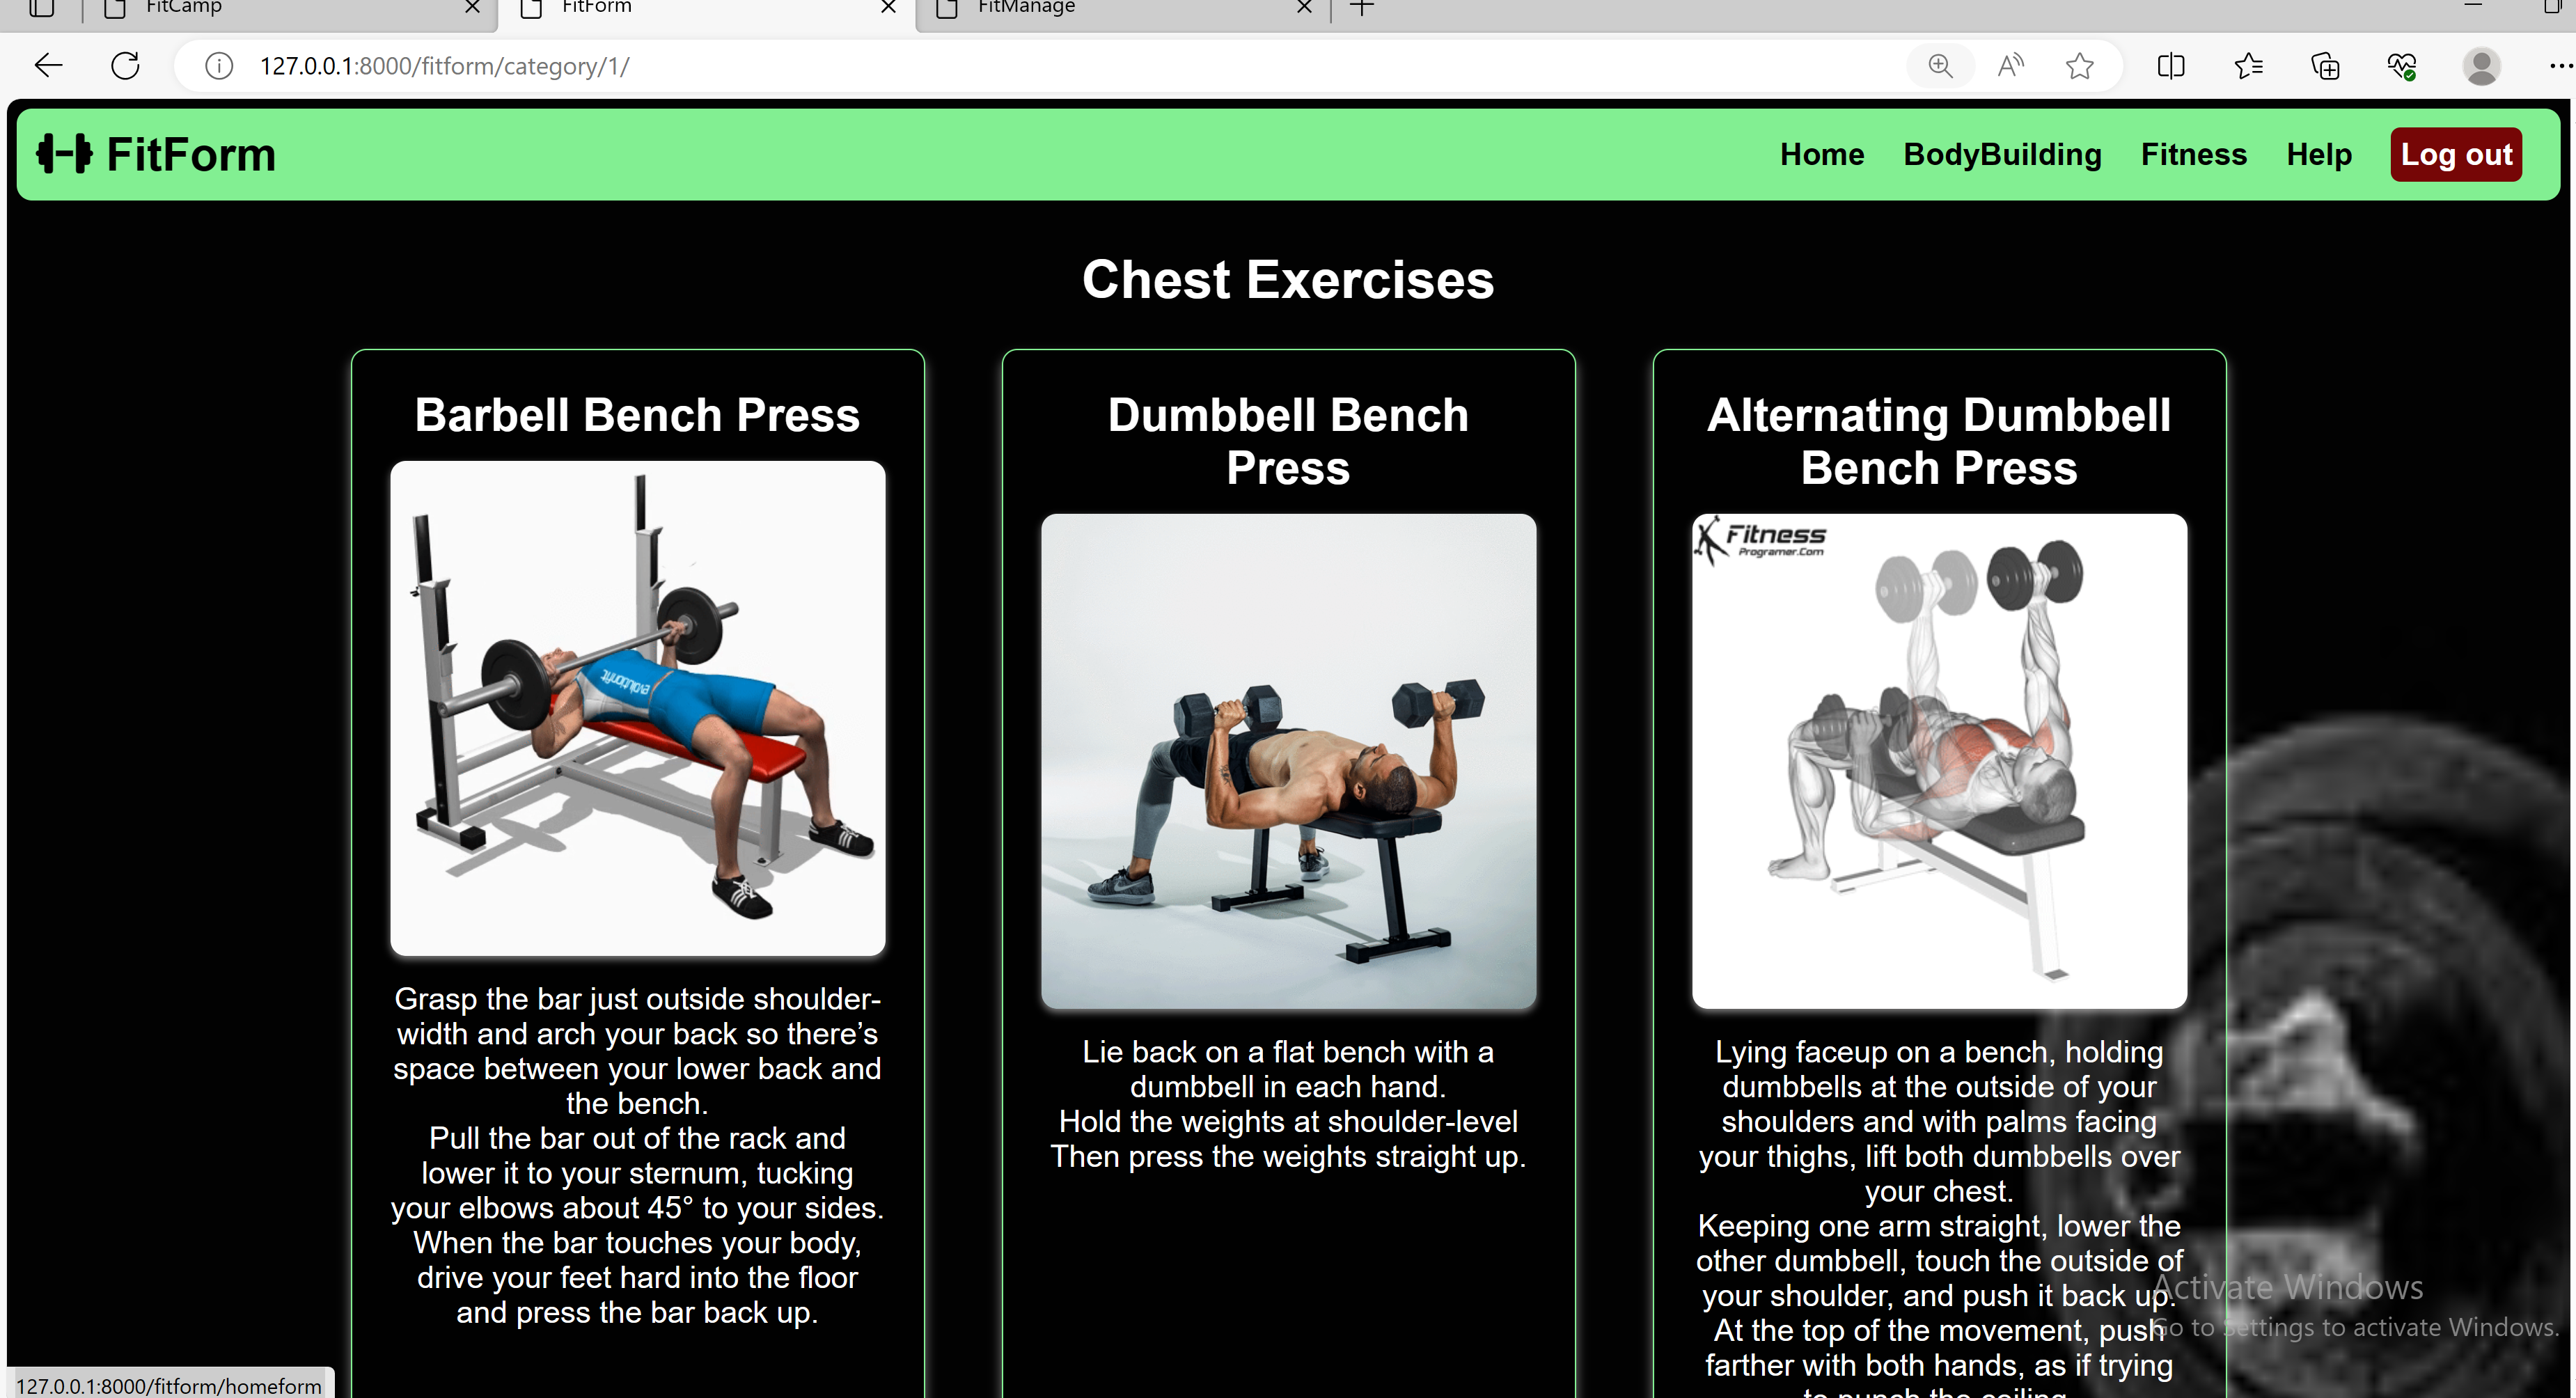 FitCamp
FitForm
FitManage
127.0.0.1:8000/fitform/category/1/
FitForm
Home
BodyBuilding
Fitness
Help
Log out
Chest Exercises
Barbell Bench Press
evolutionfit
Grasp the bar just outside shoulder-
width and arch your back so there’s
space between your lower back and
the bench.
Pull the bar out of the rack and
lower it to your sternum, tucking
your elbows about 45° to your sides.
When the bar touches your body,
drive your feet hard into the floor
and press the bar back up.
Dumbbell Bench
Press
Lie back on a flat bench with a
dumbbell in each hand.
Hold the weights at shoulder-level
Then press the weights straight up.
Alternating Dumbbell
Bench Press
Fitness
Programer.Com
Lying faceup on a bench, holding
dumbbells at the outside of your
shoulders and with palms facing
your thighs, lift both dumbbells over
your chest.
Keeping one arm straight, lower the
other dumbbell, touch the outside of
your shoulder, and push it back up.
At the top of the movement, push
farther with both hands, as if trying
to punch the ceiling
Activate Windows
Go to Settings to activate Windows.
127.0.0.1:8000/fitform/homeform